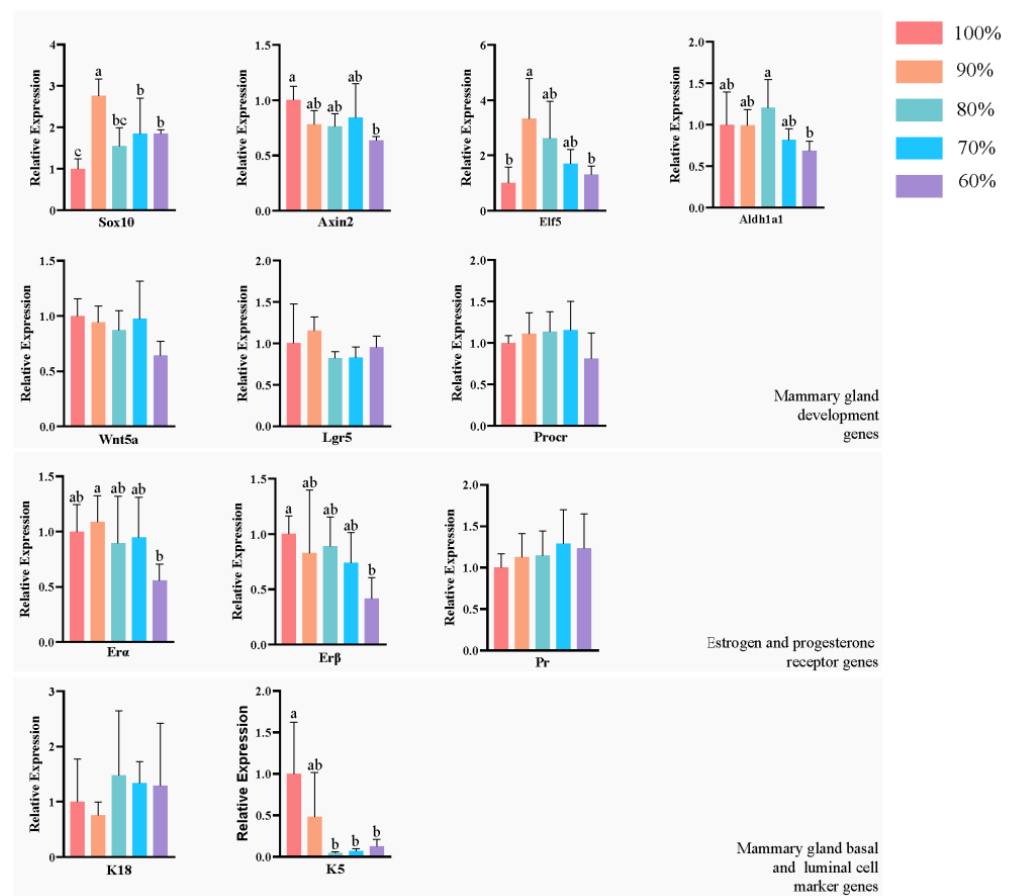 100%
90%
80%
70%
60%
Relative Expression
4
3
2
1
0
c
a
bc
b
b
Sox10
Relative Expression
1.5
1.0
0.5
0.0
a
ab
ab
ab
b
Axin2
Relative Expression
6
4
2
0
b
a
a
ab
b
Elf5
Relative Expression
2.0
1.5
1.0
0.5
0.0
ab
ab
a
ab
b
Aldh1a1
Relative Expression
1.5
1.0
0.5
0.0
Wnt5a
Relative Expression
2.0
1.5
1.0
0.5
0.0
Lgr5
Relative Expression
2.0
1.5
1.0
0.5
0.0
Procr
Mammary gland
development
genes
Relative Expression
1.5
1.0
0.5
0.0
ab
a
ab
ab
b
Erα
Relative Expression
1.5
1.0
0.5
0.0
a
ab
ab
ab
b
Erβ
Relative Expression
2.0
1.5
1.0
0.5
0.0
Pr
Estrogen and progesterone
receptor genes
Relative Expression
3
2
1
0
K18
Relative Expression
2.0
1.5
1.0
0.5
0.0
a
ab
b
b
b
K5
Mammary gland basal
and luminal cell
marker genes